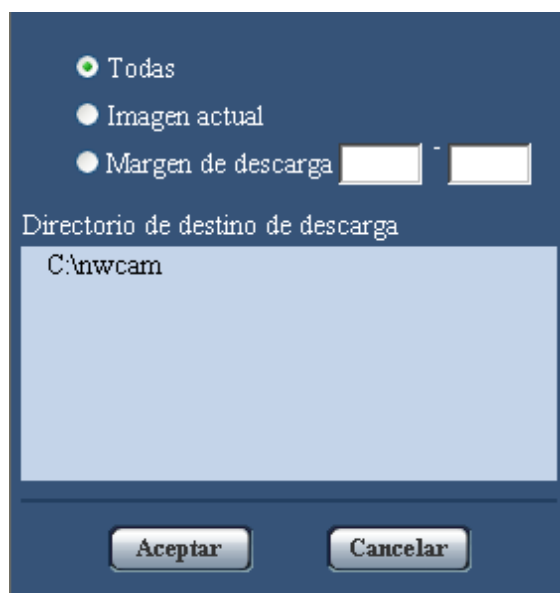 Todas
Imagen actual
Margen de descarga -
Directorio de destino de descarga
C:\nwcam
Aceptar Cancelar